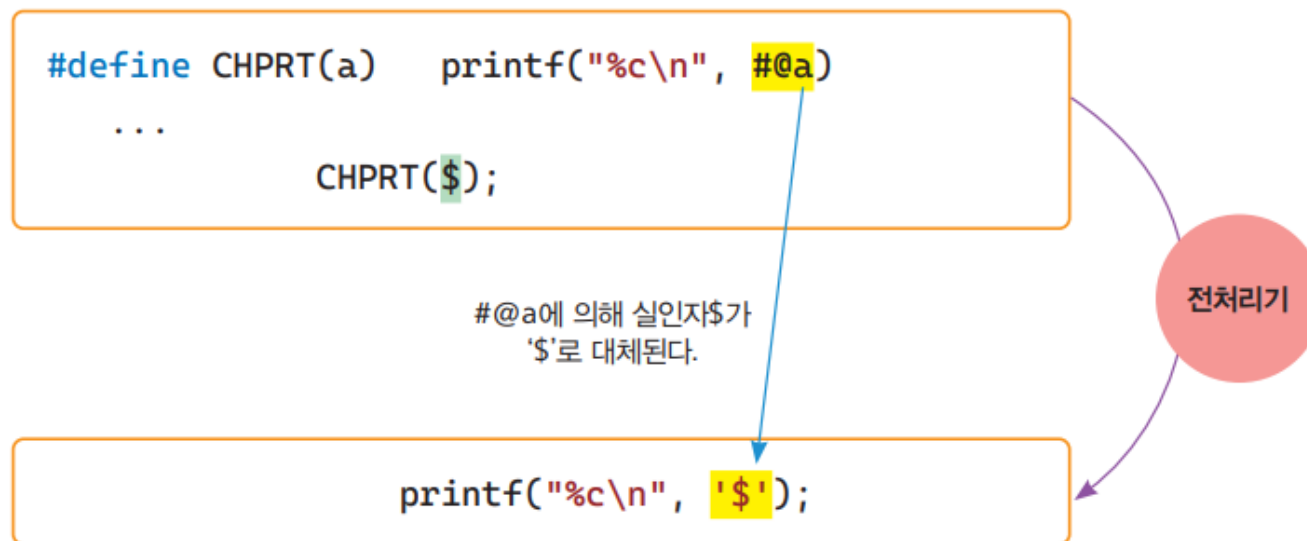 #define CHPRT(a)   printf("%c\n", #@a)
...
CHPRT($);
#@a에 의해 실인자$가
‘$’로 대체된다.
전처리기
printf("%c\n", '$');